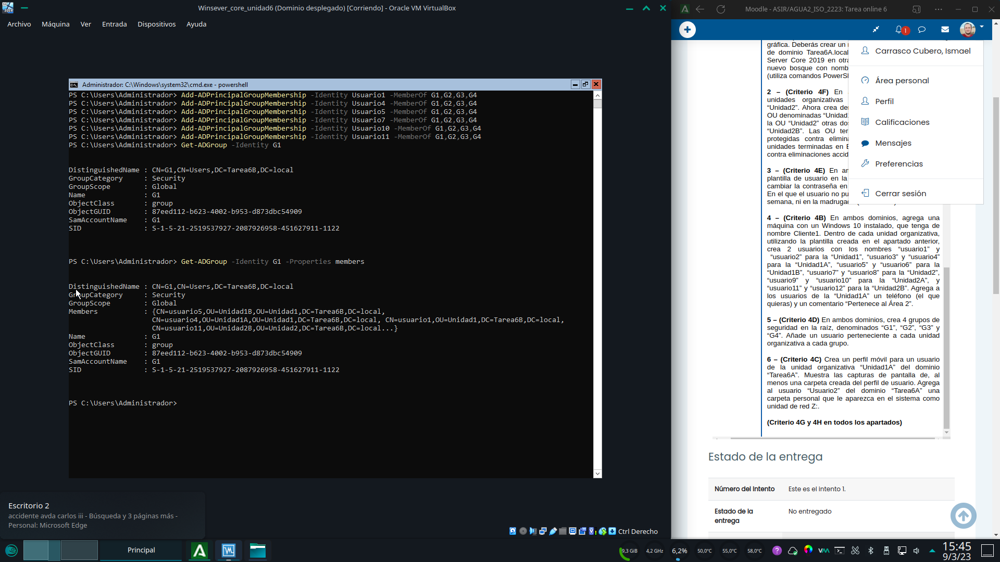 Winsever_core_unidad6 (Dominio desplegado) [Corriendo] - Oracle VM VirtualBox
Archivo Máquina Ver Entrada Dispositivos Ayuda
Administrador: C:\Windows\system32\cmd.exe - powershell
PS C:\Users\Administrador> Add-ADPrincipalGroupMembership -Identity Usuario1 -MemberOf G1,G2,G3,G4
PS C:\Users\Administrador> Add-ADPrincipalGroupMembership -Identity Usuario4 -MemberOf G1,G2,G3,G4
PS C:\Users\Administrador> Add-ADPrincipalGroupMembership -Identity Usuario5 -MemberOf G1,G2,G3,G4
PS C:\Users\Administrador> Add-ADPrincipalGroupMembership -Identity Usuario7 -MemberOf G1,G2,G3,G4
PS C:\Users\Administrador> Add-ADPrincipalGroupMembership -Identity Usuario10 -MemberOf G1,G2,G3,G4
PS C:\Users\Administrador> Add-ADPrincipalGroupMembership -Identity Usuario11 -MemberOf G1,G2,G3,G4
PS C:\Users\Administrador> Get-ADGroup -Identity G1
DistinguishedName : CN=G1,CN=Users,DC=Tarea6B,DC=local
GroupCategory : Security
GroupScope : Global
Name : G1
ObjectClass : group
ObjectGUID : 87eed112-b623-4002-b953-d873dbc54909
SamAccountName : G1
SID : S-1-5-21-2519537927-2087926958-451627911-1122
PS C:\Users\Administrador> Get-ADGroup -Identity G1 -Properties members
DistinguishedName : CN=G1,CN=Users,DC=Tarea6B,DC=local
GroupCategory : Security
GroupScope : Global
Members : {CN=usuario5,OU=Unidad1B,OU=Unidad1,DC=Tarea6B,DC=local,
CN=usuario4,OU=Unidad1A,OU=Unidad1,DC=Tarea6B,DC=local, CN=usuario1,OU=Unidad1,DC=Tarea6B,DC=local,
CN=usuario11,OU=Unidad2B,OU=Unidad2,DC=Tarea6B,DC=local...}
Name : G1
ObjectClass : group
ObjectGUID : 87eed112-b623-4002-b953-d873dbc54909
SamAccountName : G1
SID : S-1-5-21-2519537927-2087926958-451627911-1122
PS C:\Users\Administrador>
Escritorio 2
accidente avda carlos iii - Búsqueda y 3 páginas más -
Personal: Microsoft Edge
Ctrl Derecho
Moodle - ASIR/AGUA2_ISO_2223: Tarea online 6
1
Carrasco Cubero, Ismael
Área personal
Perfil
Calificaciones
Mensajes
Preferencias
Cerrar sesión
gráfica. Deberás crear un
de dominio Tarea6A.local
Server Core 2019 en otra
nuevo bosque con nomb
(utiliza comandos PowerSh
2 – (Criterio 4F) En
unidades organizativas
“Unidad2”. Ahora crea de
OU denominadas “Unidad
la OU “Unidad2” otras do
“Unidad2B”. Las OU ter
protegidas contra elimina
unidades terminadas en B
contra eliminaciones accid
3 – (Criterio 4E) En am
plantilla de usuario en la
cambiar la contraseña en
En el que el usuario no pu
semana, ni en la madrugad
4 – (Criterio 4B) En ambos dominios, agrega una
máquina con un Windows 10 instalado, que tenga de
nombre Cliente1. Dentro de cada unidad organizativa,
utilizando la plantilla creada en el apartado anterior,
crea 2 usuarios con los nombres “usuario1” y
“usuario2” para la “Unidad1”, “usuario3” y “usuario4”
para la “Unidad1A”, “usuario5” y “usuario6” para la
“Unidad1B”, “usuario7” y “usuario8” para la “Unidad2”,
“usuario9” y “usuario10” para la “Unidad2A”, y
“usuario11” y “usuario12” para la “Unidad2B”. Agrega a
los usuarios de la “Unidad1A” un teléfono (el que
quieras) y un comentario “Pertenece al Área 2”.
5 – (Criterio 4D) En ambos dominios, crea 4 grupos de
seguridad en la raíz, denominados “G1”, “G2”, “G3” y
“G4”. Añade un usuario perteneciente a cada unidad
organizativa a cada grupo.
6 – (Criterio 4C) Crea un perfil móvil para un usuario
de la unidad organizativa “Unidad1A” del dominio
“Tarea6A”. Muestra las capturas de pantalla de, al
menos una carpeta creada del perfil de usuario. Agrega
al usuario “Usuario2” del dominio “Tarea6A” una
carpeta personal que le aparezca en el sistema como
unidad de red Z:.
(Criterio 4G y 4H en todos los apartados)
Estado de la entrega
Número del intento Este es el intento 1.
Estado de la entrega No entregado
Principal
9,3 GiB 4,2 GHz 6,2% 50,0°C 55,0°C 58,0°C
15:45
9/3/23